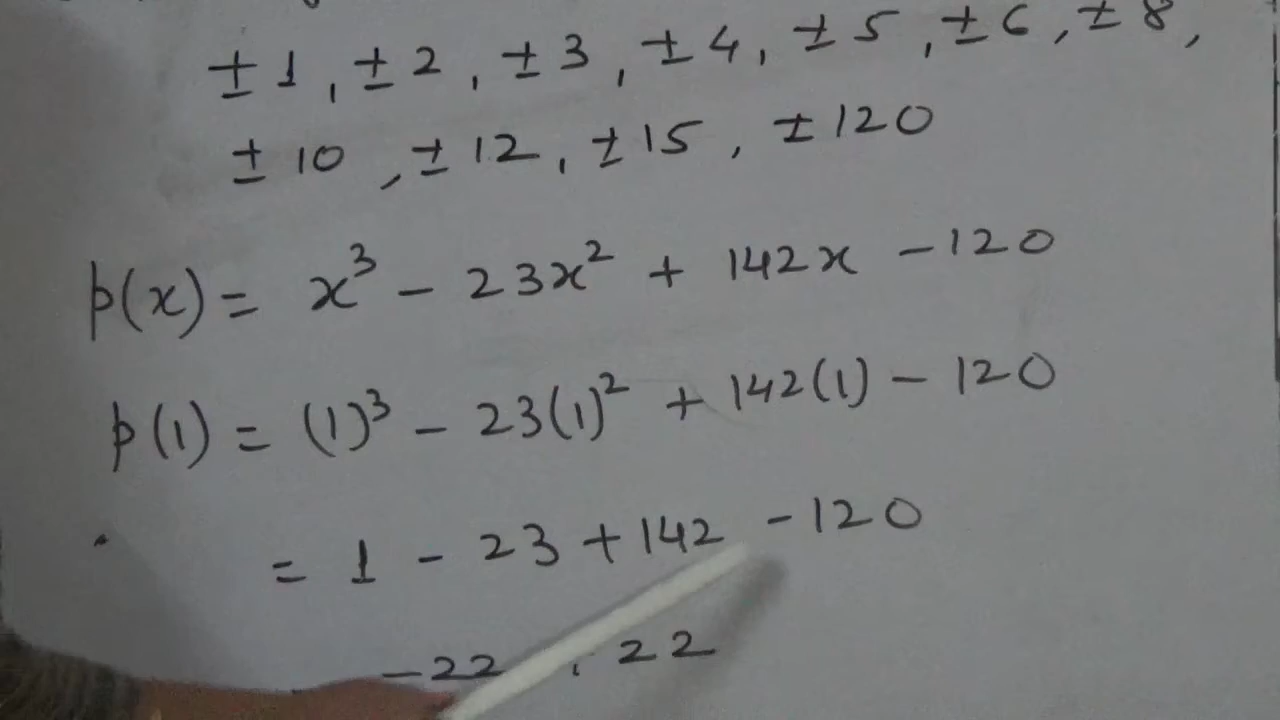 ±1, ±2, ±3, ±4, ±5, ±6, ±8,
±10, ±12, ±15, ±120
p(x) = x³ - 23x² + 142x - 120
p(1) = (1)³ - 23(1)² + 142(1) - 120
= 1 - 23 + 142 - 120
-22 22